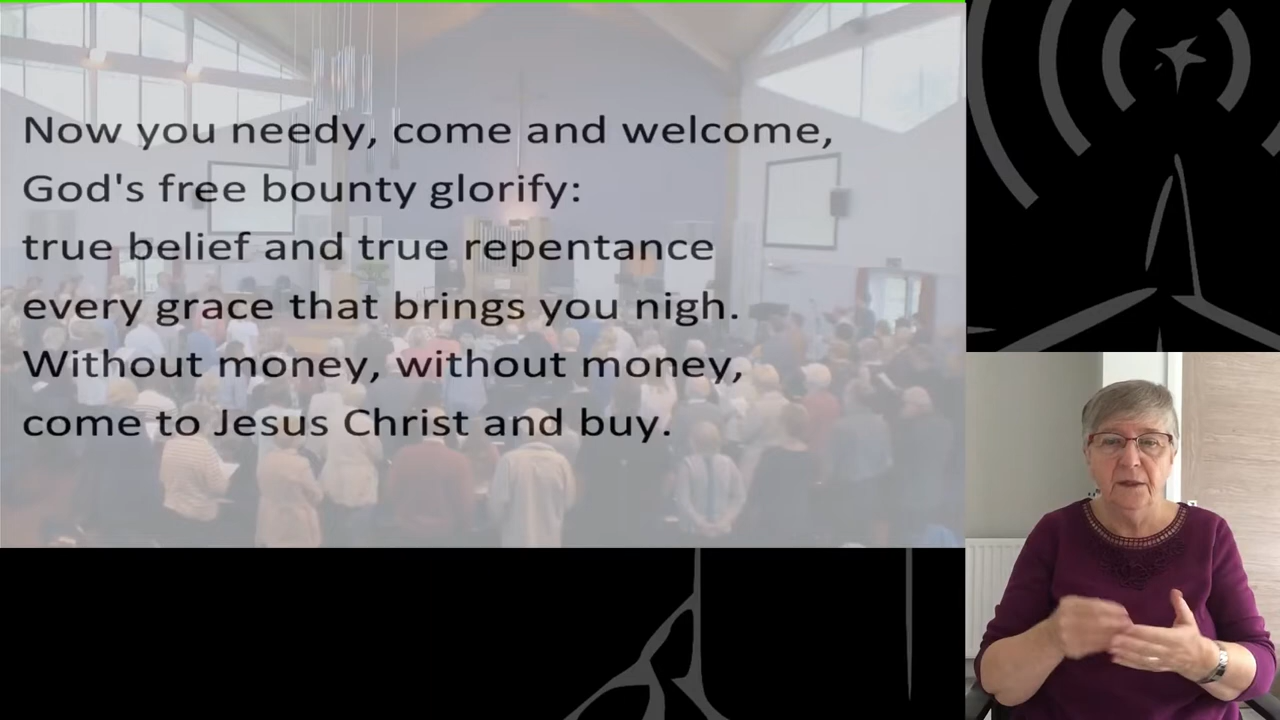 Now you needy, come and welcome,
God's free bounty glorify:
true belief and true repentance
every grace that brings you nigh.
Without money, without money,
come to Jesus Christ and buy.